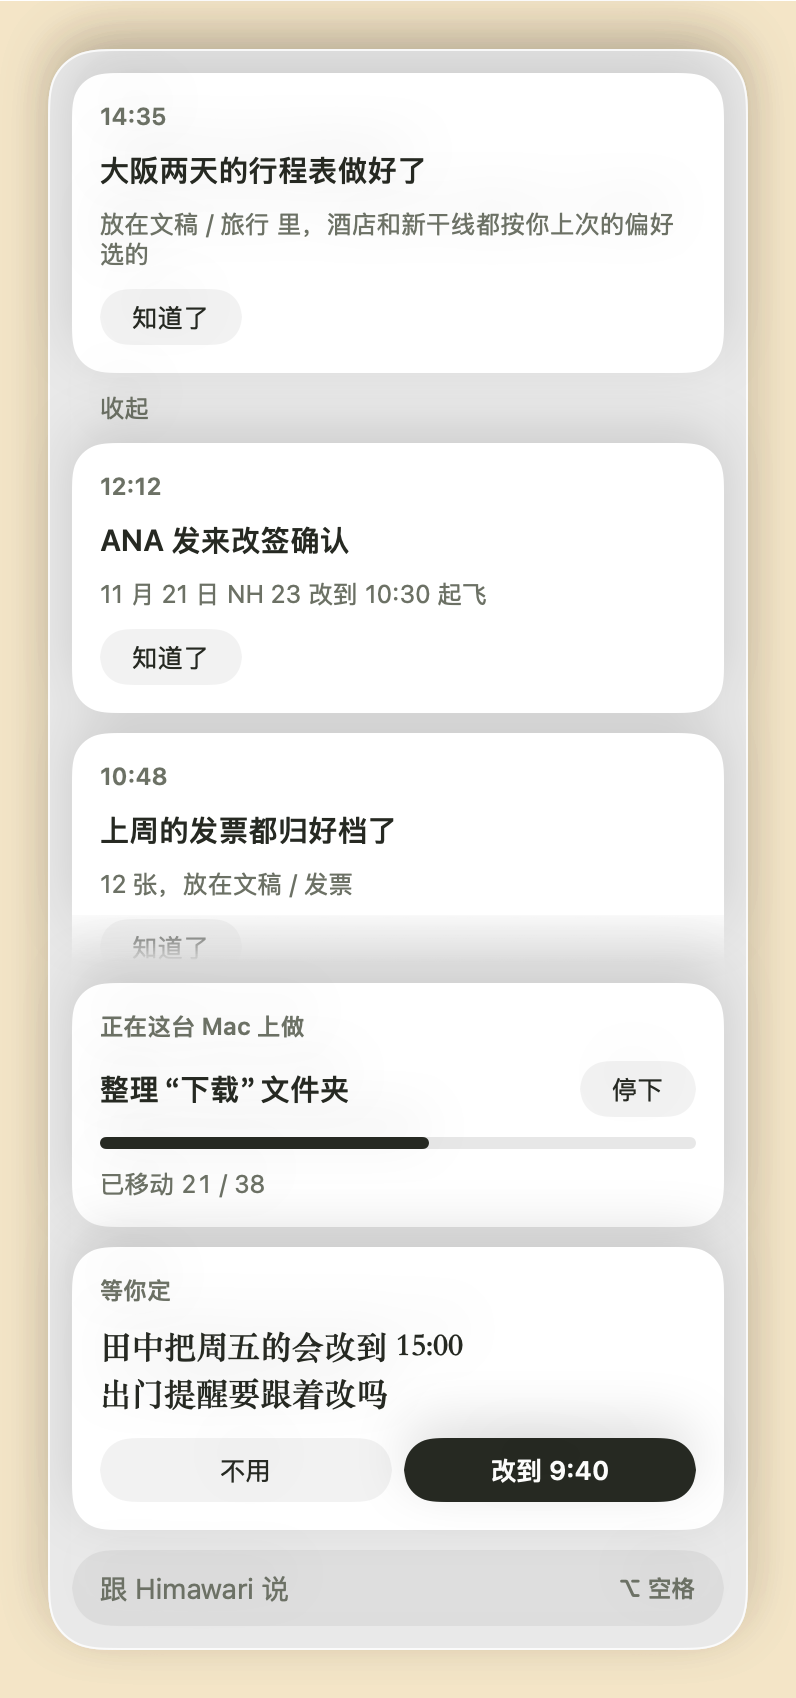 14:35
大阪两天的行程表做好了
放在文稿 / 旅行 里，酒店和新干线都按你上次的偏好
选的
知道了
收起
12:12
ANA 发来改签确认
11 月 21 日 NH 23 改到 10:30 起飞
知道了
10:48
上周的发票都归好档了
12 张，放在文稿 / 发票
知道了
正在这台 Mac 上做
整理 “下载” 文件夹
停下
已移动 21 / 38
等你定
田中把周五的会改到 15:00
出门提醒要跟着改吗
不用
改到 9:40
跟 Himawari 说
⌥ 空格